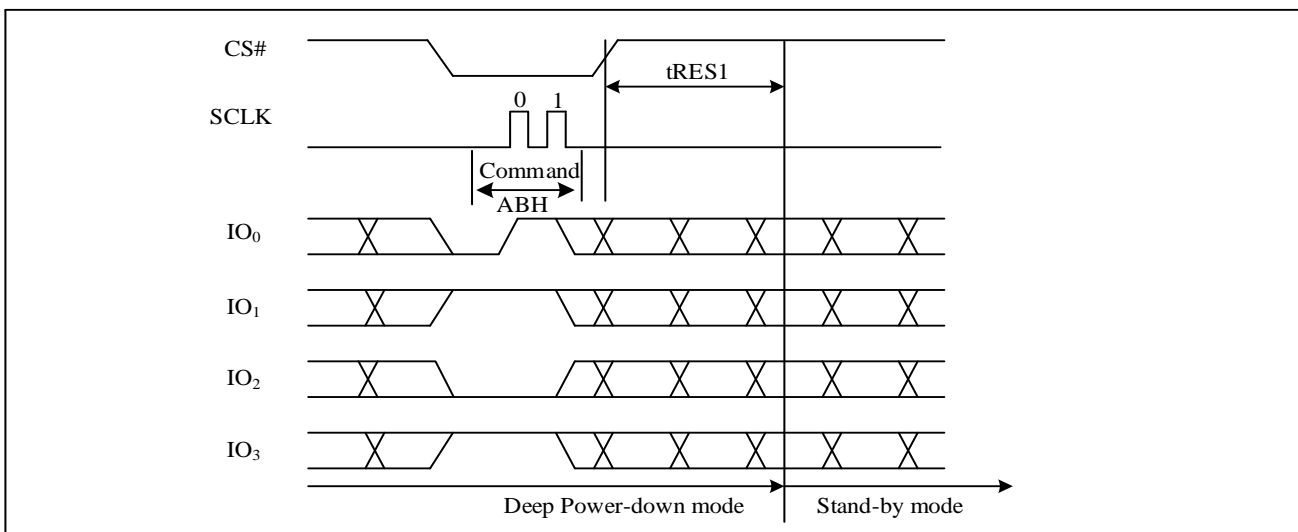 CS#
tRES1
SCLK
0 1
Command
ABH
IO0
IO1
IO2
IO3
Deep Power-down mode Stand-by mode